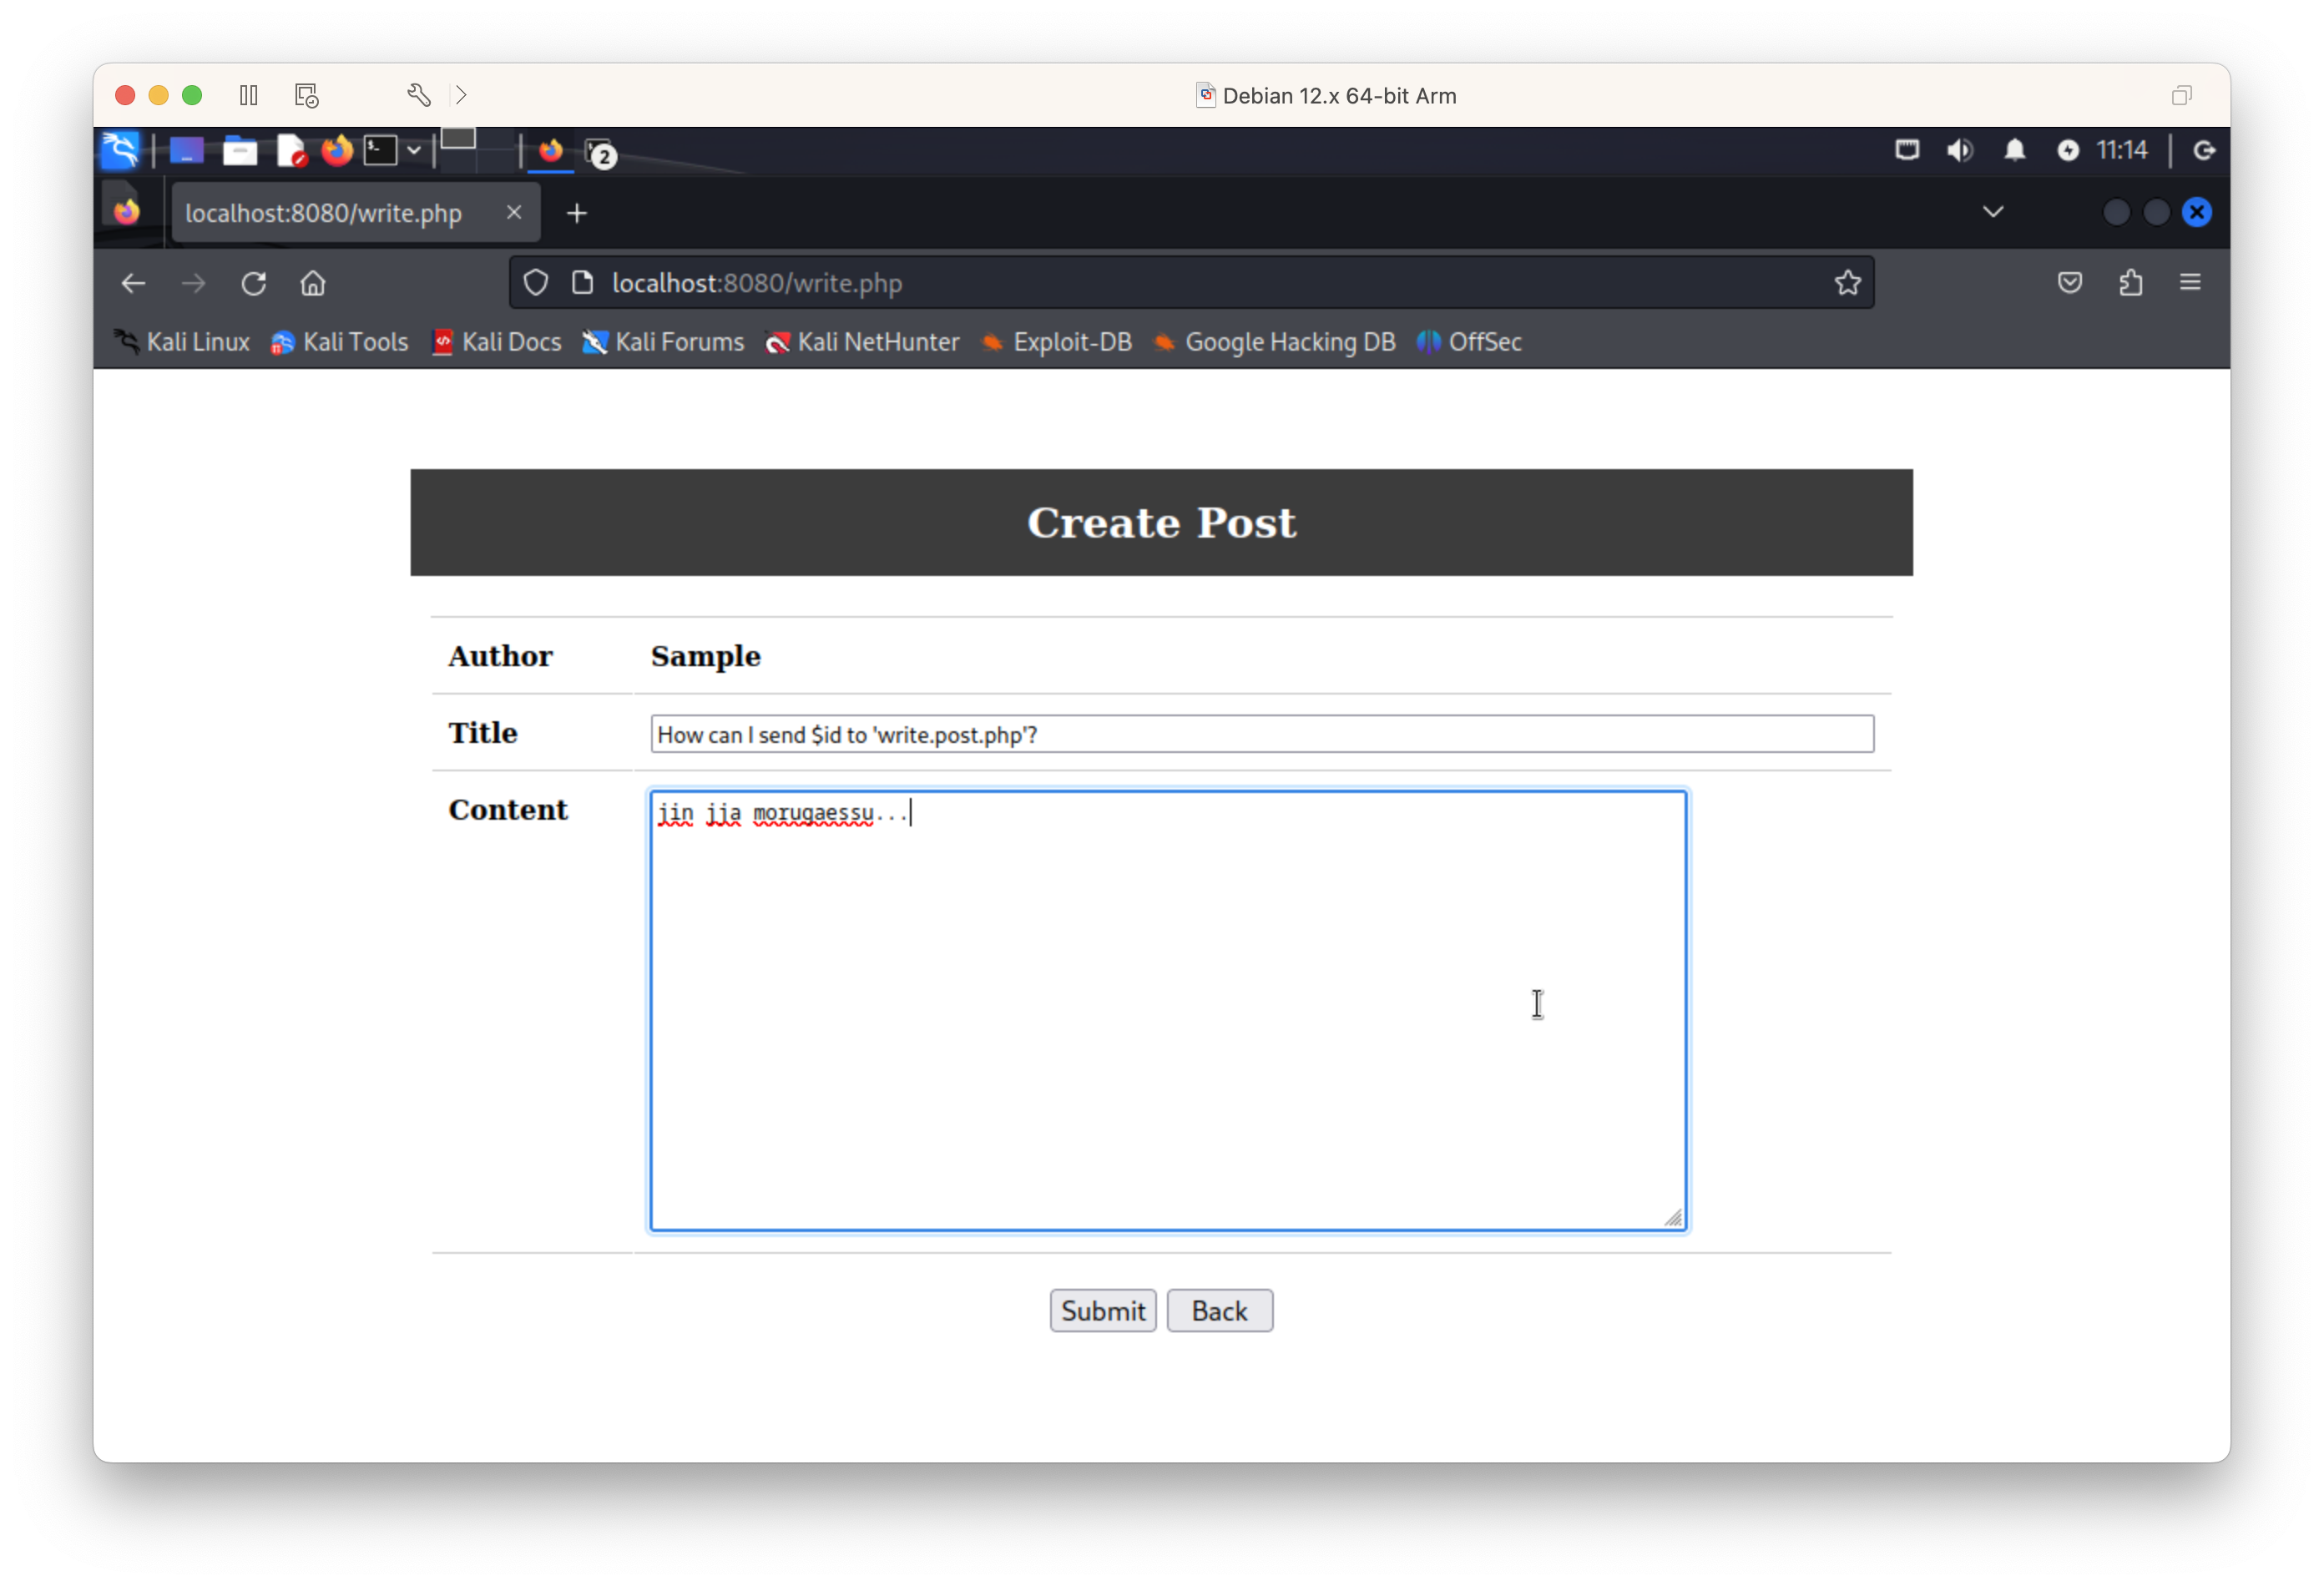 Debian 12.x 64-bit Arm
2
11:14
localhost:8080/write.php
localhost:8080/write.php
Kali Linux Kali Tools Kali Docs Kali Forums Kali NetHunter Exploit-DB Google Hacking DB OffSec
Create Post
Author Sample
Title How can I send $id to 'write.post.php'?
Content jin jja morugaessu...
Submit Back